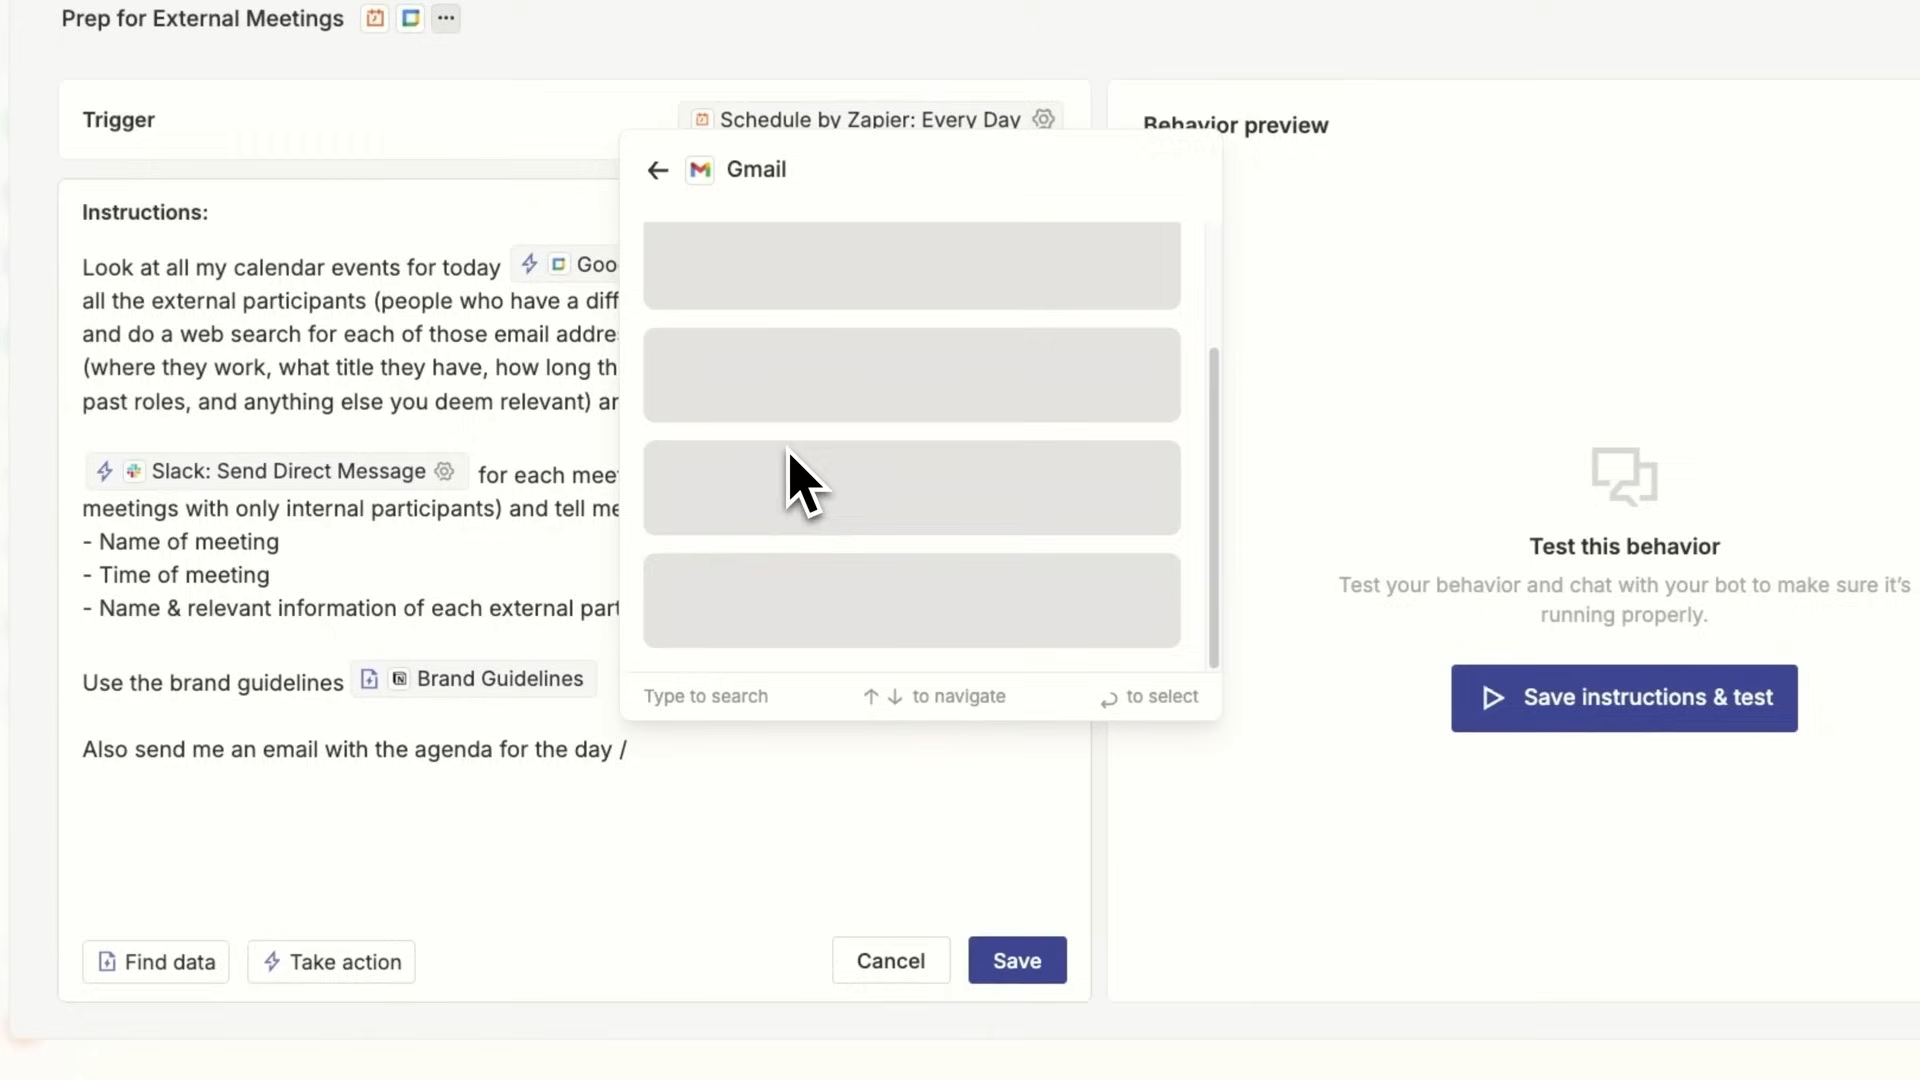 Prep for External Meetings
Trigger
Schedule by Zapier: Every Day
Behavior preview
Gmail
Instructions:
Look at all my calendar events for today Goo
all the external participants (people who have a diff
and do a web search for each of those email addre
(where they work, what title they have, how long th
past roles, and anything else you deem relevant) ar
Slack: Send Direct Message for each meet
meetings with only internal participants) and tell me
- Name of meeting
- Time of meeting
- Name & relevant information of each external part
Use the brand guidelines Brand Guidelines
Also send me an email with the agenda for the day /
Type to search ↑ ↓ to navigate to select
Test this behavior
Test your behavior and chat with your bot to make sure it's
running properly.
Save instructions & test
Find data Take action Cancel Save